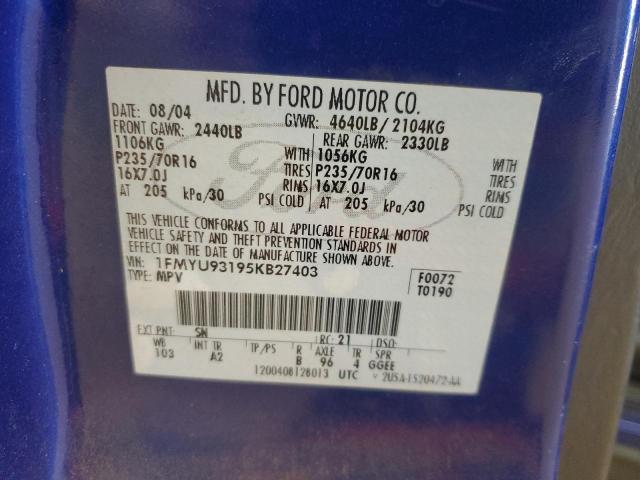 MFD. BY FORD MOTOR CO.
DATE: 08/04 GVWR: 4640LB/ 2104KG
FRONT GAWR: 2440LB REAR GAWR: 2330LB
1106KG WITH 1056KG WITH
P235/70R16 TIRES P235/70R16 TIRES
16X7.0J RIMS 16X7.0J RIMS
AT 205 kPa/30 PSI COLD AT 205 kPa/30 PSI COLD
THIS VEHICLE CONFORMS TO ALL APPLICABLE FEDERAL MOTOR
VEHICLE SAFETY AND THEFT PREVENTION STANDARDS IN
EFFECT ON THE DATE OF MANUFACTURE SHOWN ABOVE.
VIN: 1FMYU93195KB27403 F0072
TYPE: MPV T0190
EXT PNT: SN RC: 21 DSO:
WB INT TR TP/PS R AXLE TR SPR
103 A2 B 96 4 GGEE
Ford